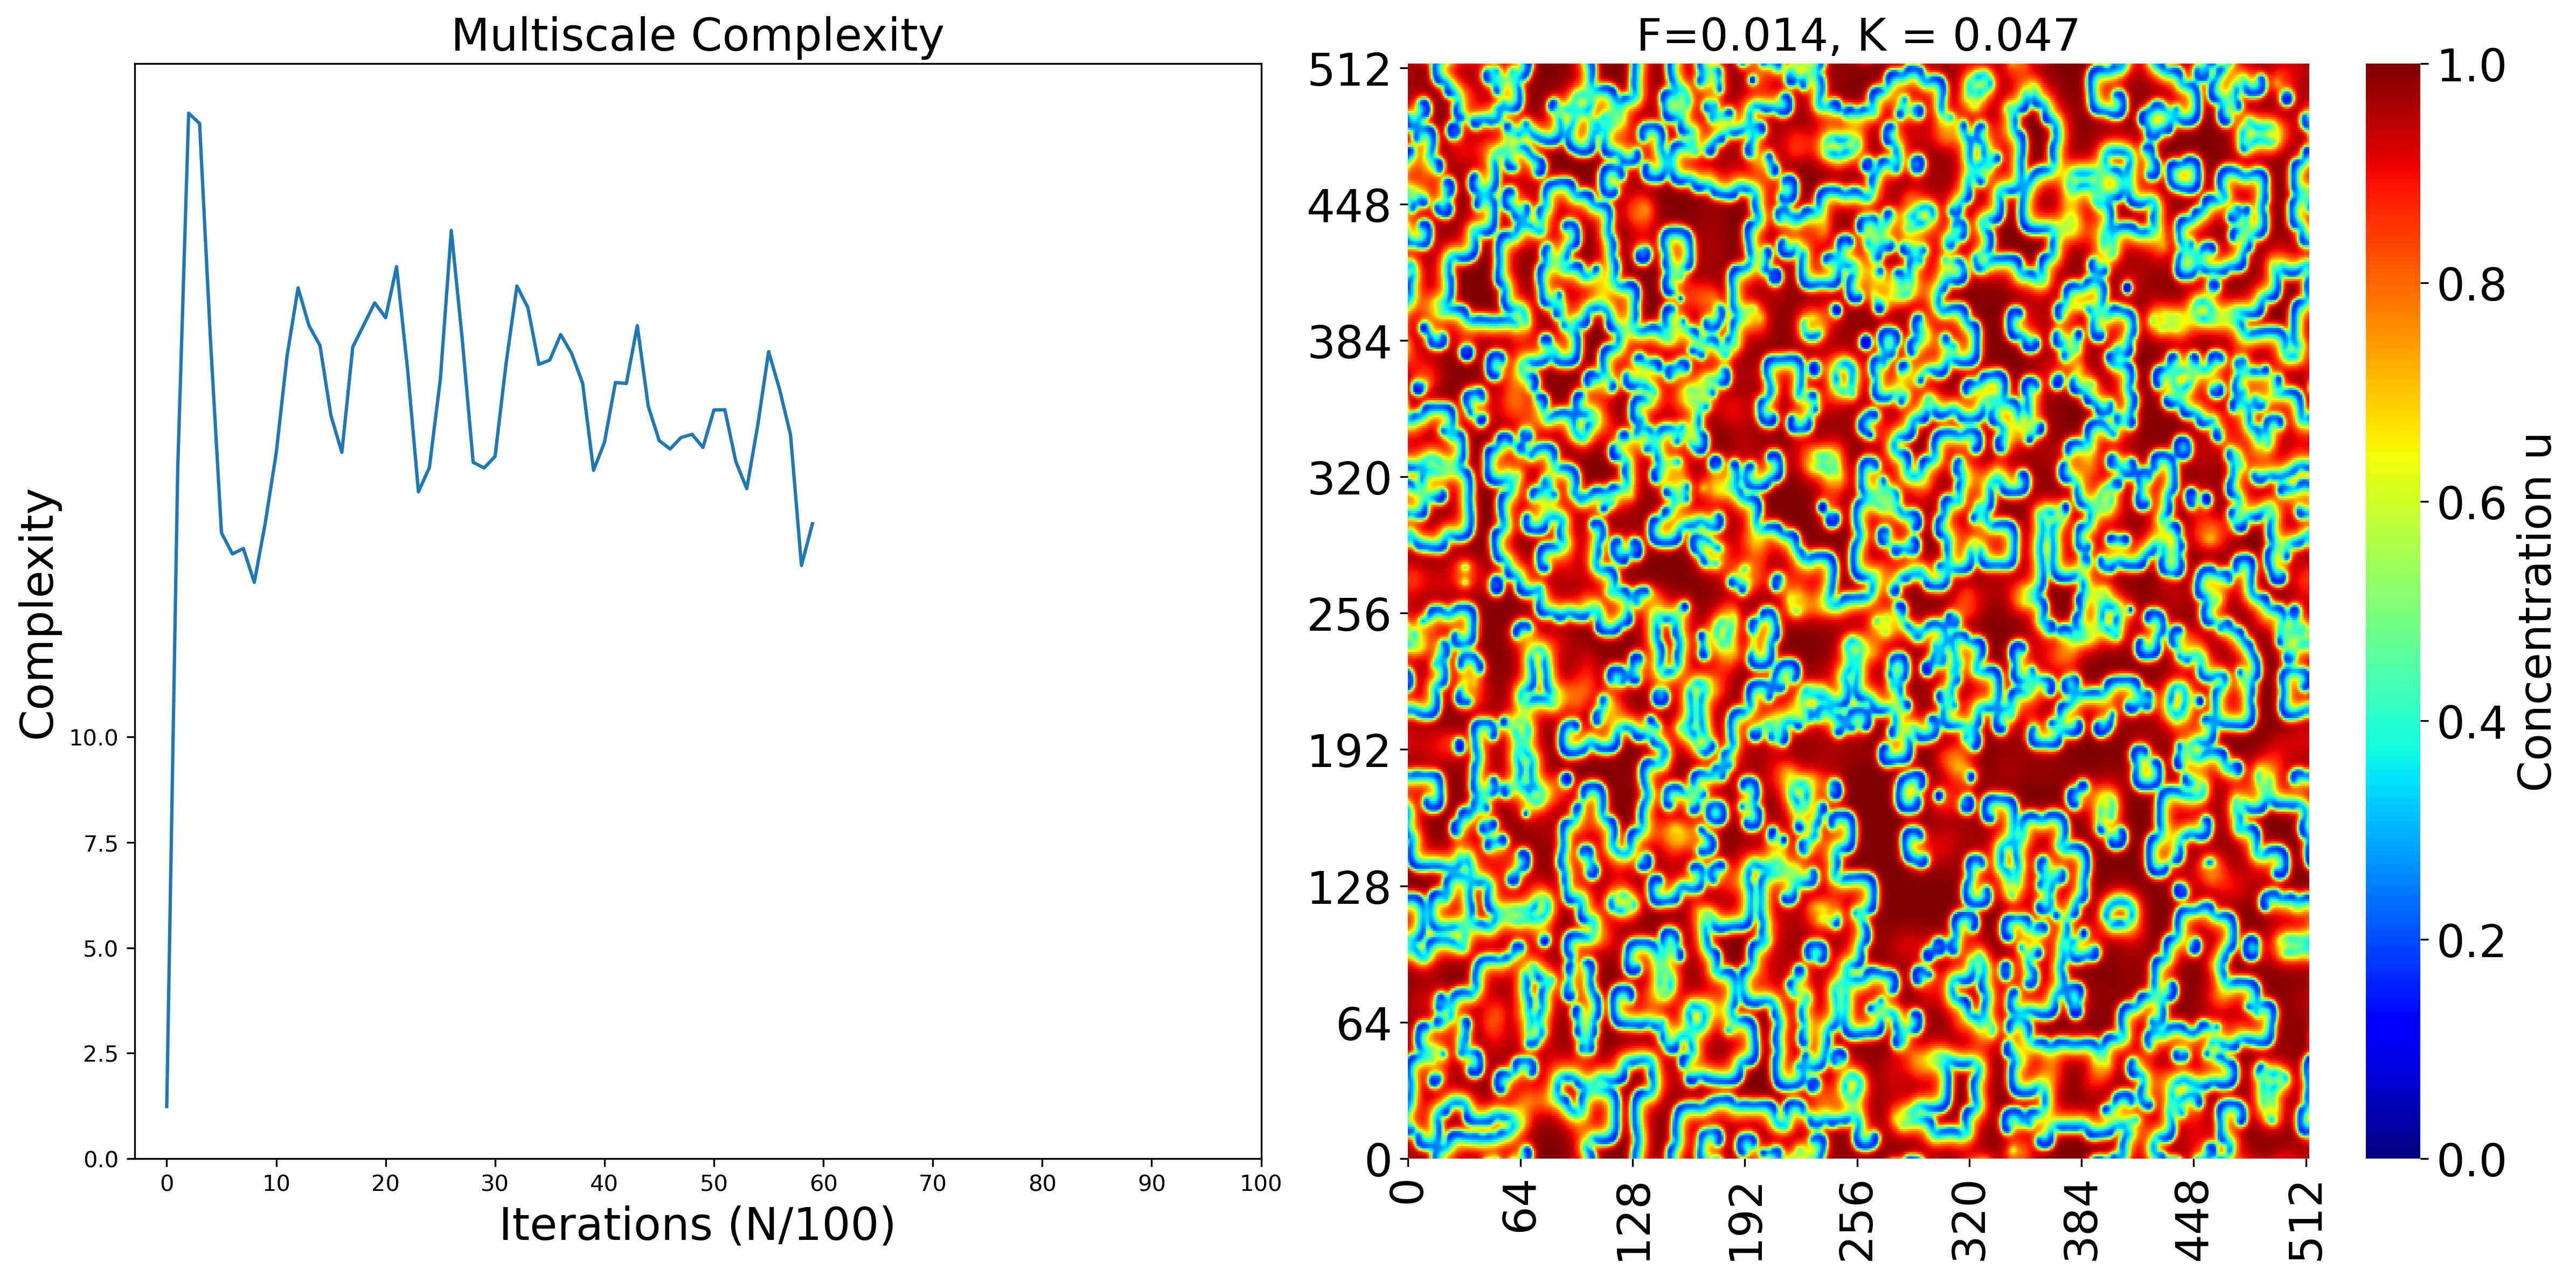 Multiscale Complexity
Complexity
10.0
7.5
5.0
2.5
0.0
0 10 20 30 40 50 60 70 80 90 100
Iterations (N/100)
F=0.014, K = 0.047
512
448
384
320
256
192
128
64
0
0 64 128 192 256 320 384 448 512
1.0
0.8
0.6
0.4
0.2
0.0
Concentration u